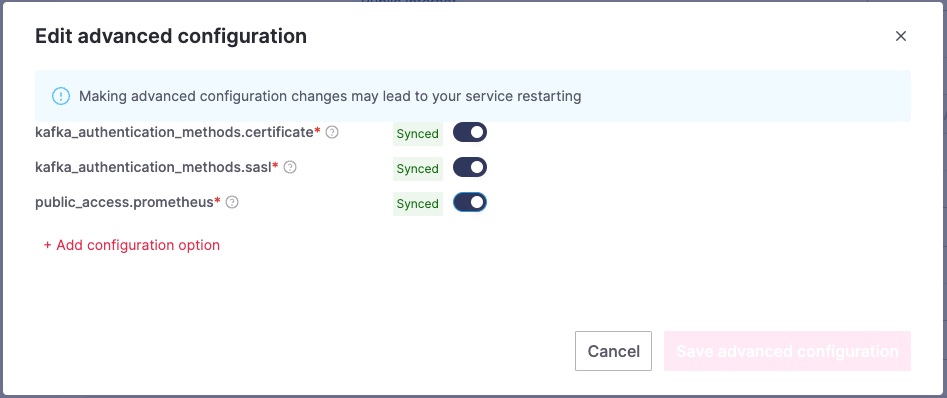 Edit advanced configuration
Making advanced configuration changes may lead to your service restarting
kafka_authentication_methods.certificate* Synced
kafka_authentication_methods.sasl* Synced
public_access.prometheus* Synced
+ Add configuration option
Cancel Save advanced configuration